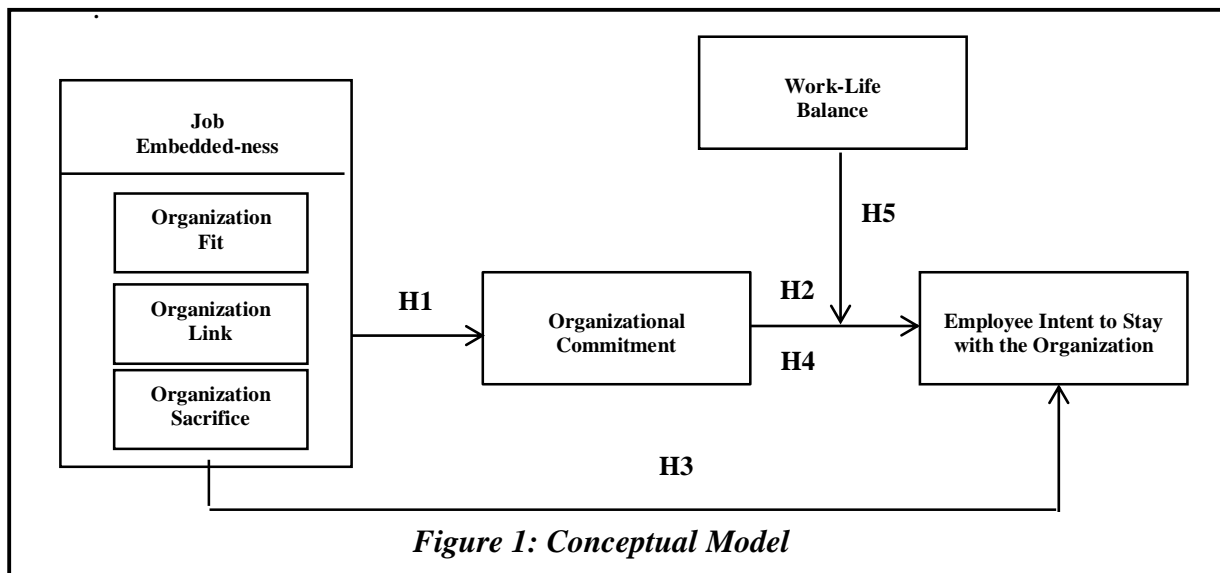 Work-Life
Balance
Job
Embedded-ness
H5
Organization
Fit
Organization
Link
Organization
Sacrifice
H1
Organizational
Commitment
H2
H4
Employee Intent to Stay
with the Organization
H3
Figure 1: Conceptual Model